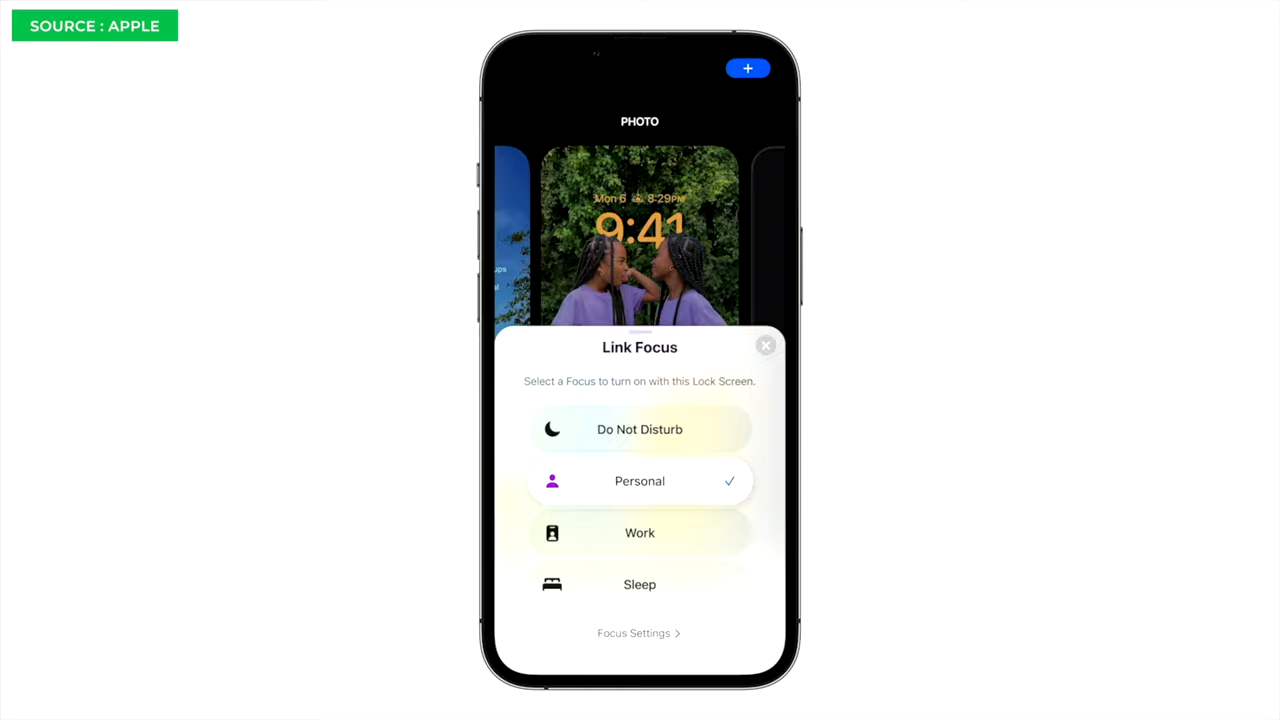 SOURCE : APPLE
+
PHOTO
Mon 6 8:29PM
9:41
Link Focus
Select a Focus to turn on with this Lock Screen.
Do Not Disturb
Personal
Work
Sleep
Focus Settings >